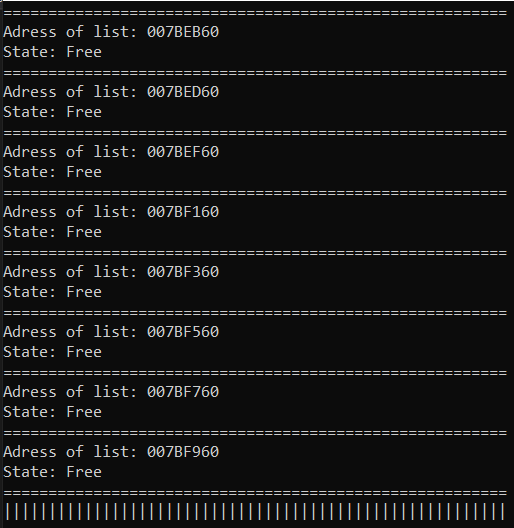 ========================================================
Adress of list: 007BEB60
State: Free
========================================================
Adress of list: 007BED60
State: Free
========================================================
Adress of list: 007BEF60
State: Free
========================================================
Adress of list: 007BF160
State: Free
========================================================
Adress of list: 007BF360
State: Free
========================================================
Adress of list: 007BF560
State: Free
========================================================
Adress of list: 007BF760
State: Free
========================================================
Adress of list: 007BF960
State: Free
========================================================
||||||||||||||||||||||||||||||||||||||||||||||||||||||||